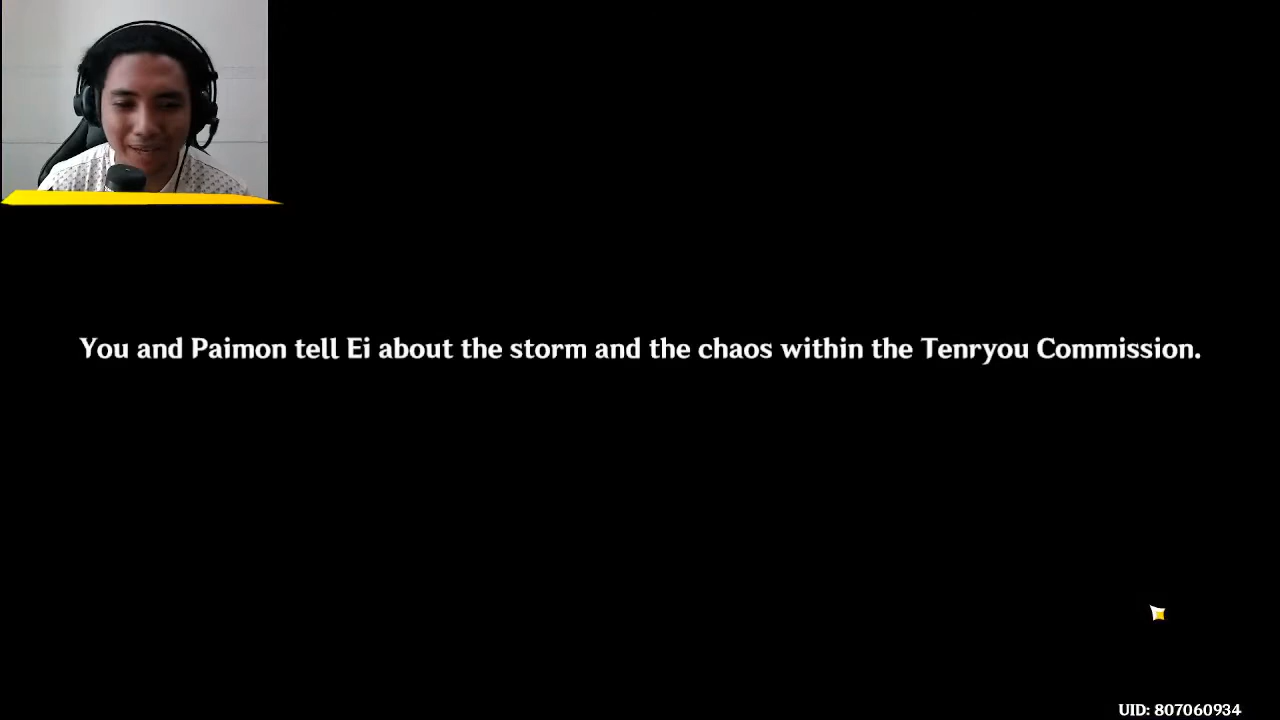 You and Paimon tell Ei about the storm and the chaos within the Tenryou Commission.
UID: 807060934